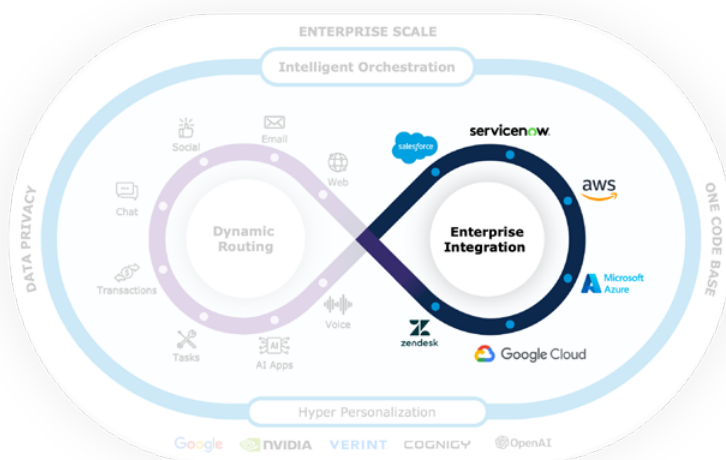 ENTERPRISE SCALE
Intelligent Orchestration
Social
Email
Web
Chat
Dynamic
Routing
Transactions
Tasks
AI
AI Apps
Voice
salesforce
servicenow
aws
Enterprise
Integration
Microsoft
Azure
Google Cloud
zendesk
DATA PRIVACY
ONE CODE BASE
Hyper Personalization
Google
NVIDIA
VERINT
COGNIGY
OpenAI